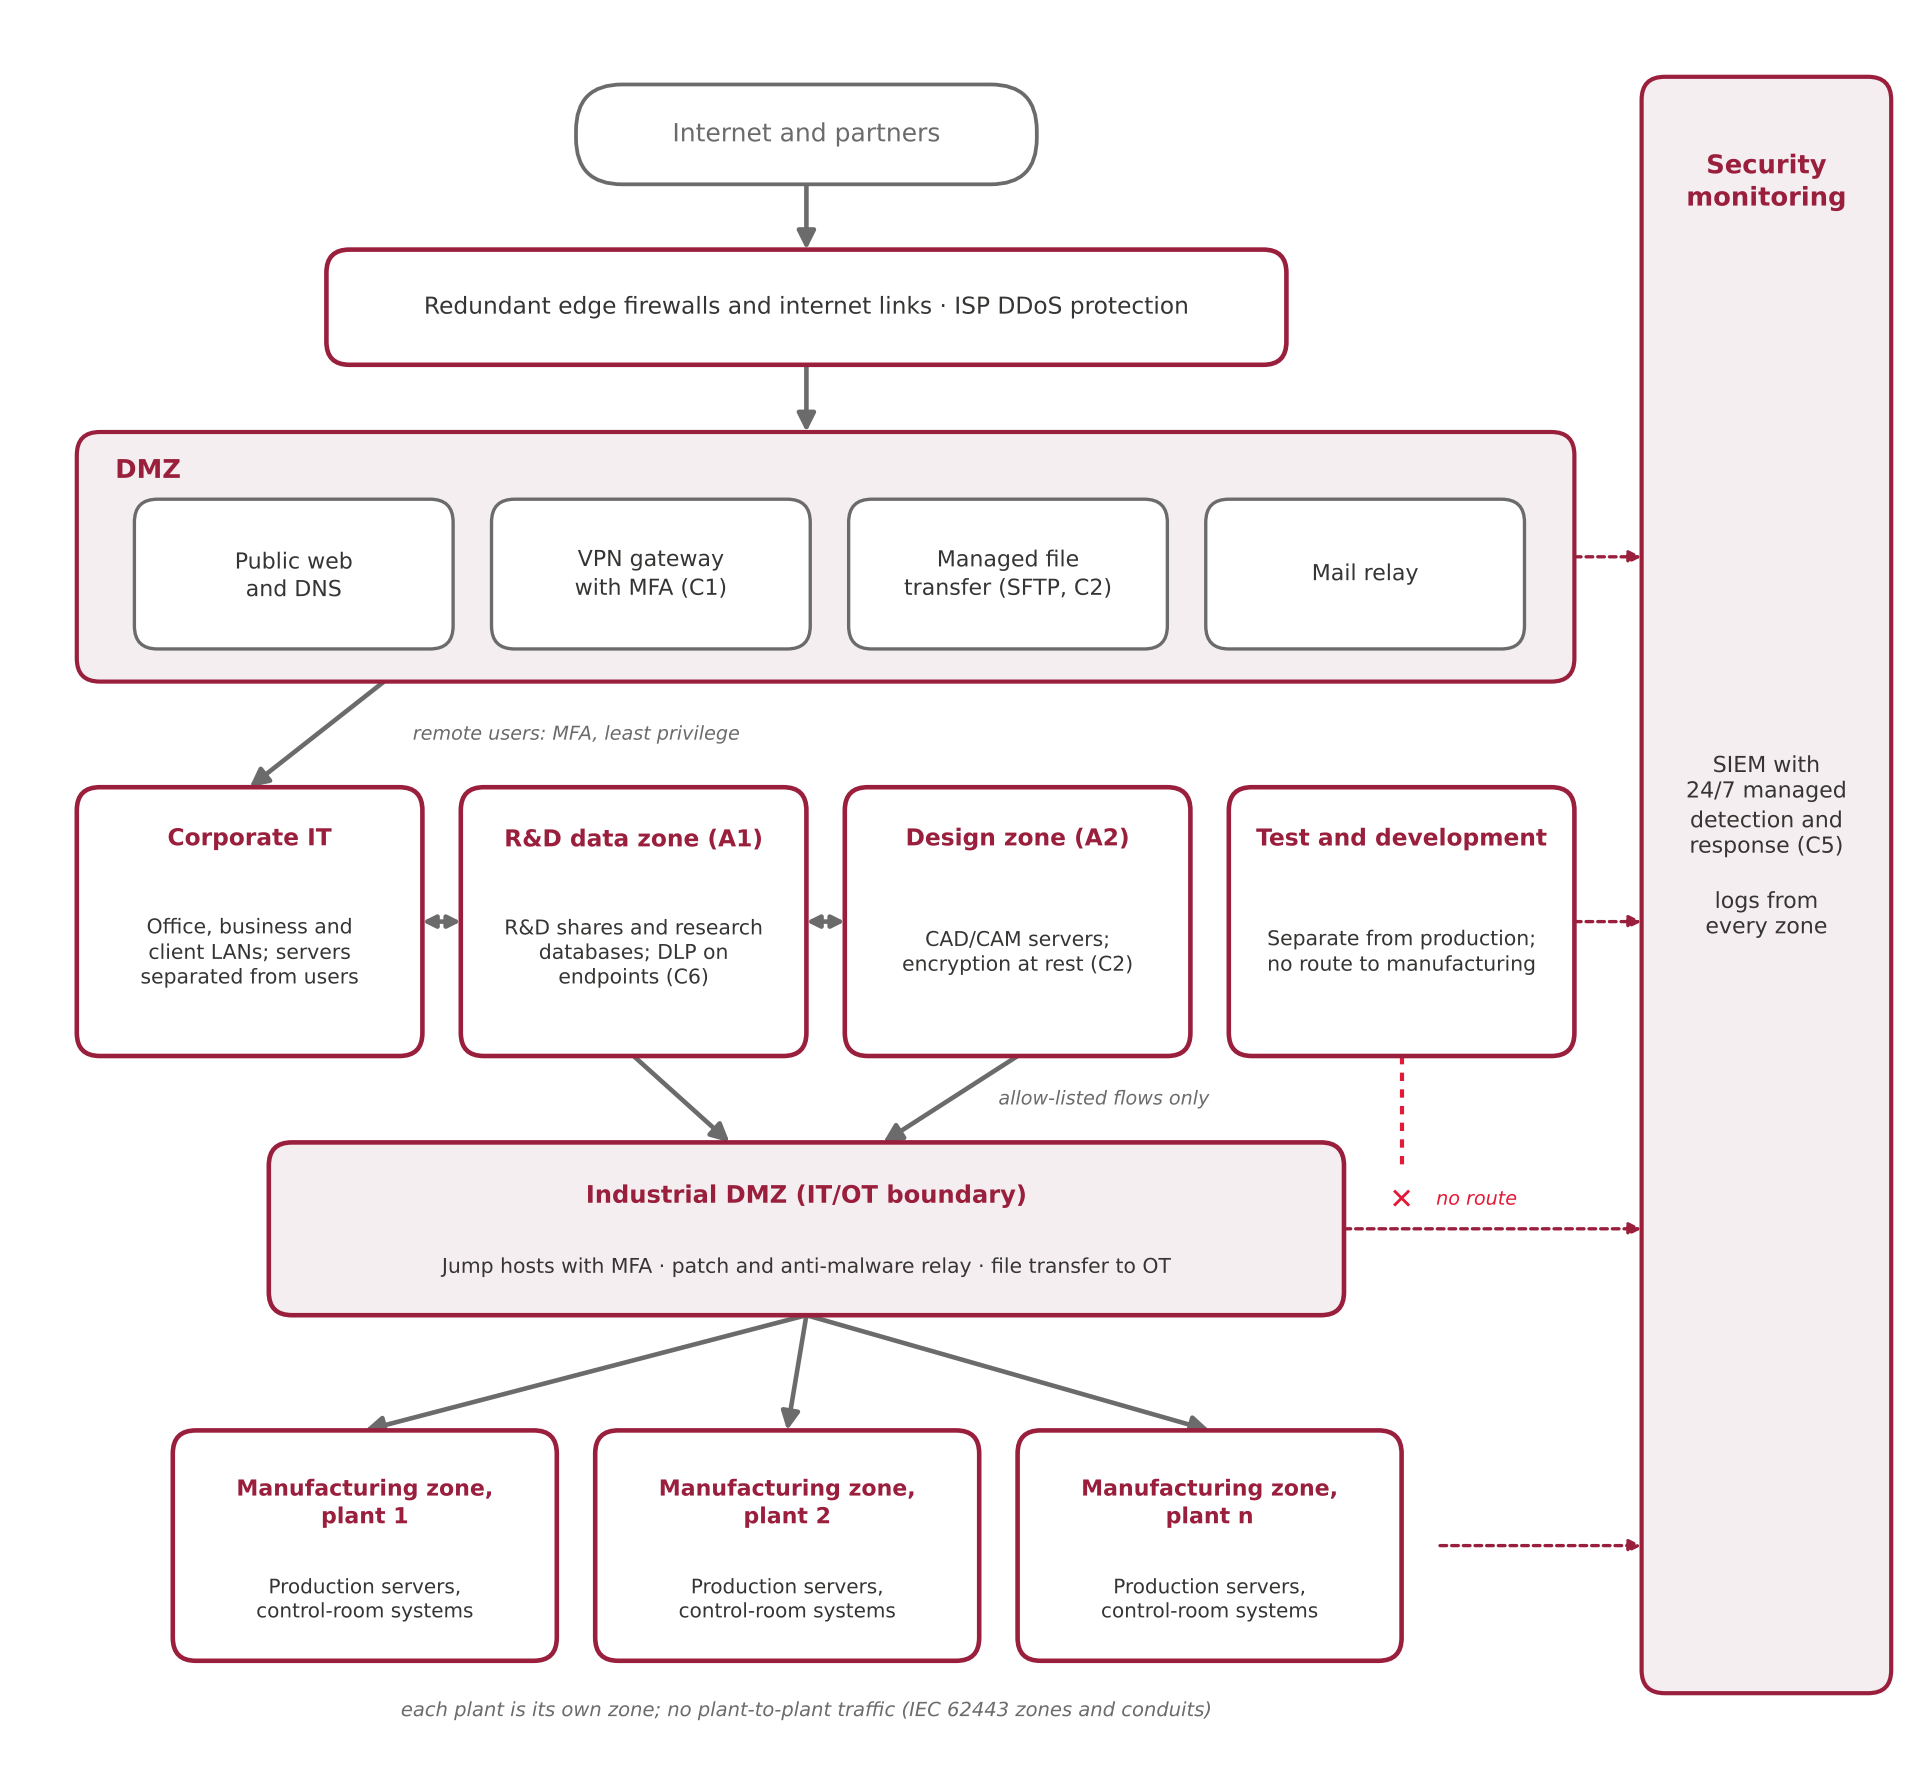 Internet and partners
Security
monitoring
Redundant edge firewalls and internet links · ISP DDoS protection
DMZ
Public web
and DNS
VPN gateway
with MFA (C1)
Managed file
transfer (SFTP, C2)
Mail relay
remote users: MFA, least privilege
Corporate IT
Office, business and
client LANs; servers
separated from users
R&D data zone (A1)
R&D shares and research
databases; DLP on
endpoints (C6)
Design zone (A2)
CAD/CAM servers;
encryption at rest (C2)
Test and development
Separate from production;
no route to manufacturing
SIEM with
24/7 managed
detection and
response (C5)
logs from
every zone
allow-listed flows only
Industrial DMZ (IT/OT boundary)
Jump hosts with MFA · patch and anti-malware relay · file transfer to OT
✕ no route
Manufacturing zone,
plant 1
Production servers,
control-room systems
Manufacturing zone,
plant 2
Production servers,
control-room systems
Manufacturing zone,
plant n
Production servers,
control-room systems
each plant is its own zone; no plant-to-plant traffic (IEC 62443 zones and conduits)